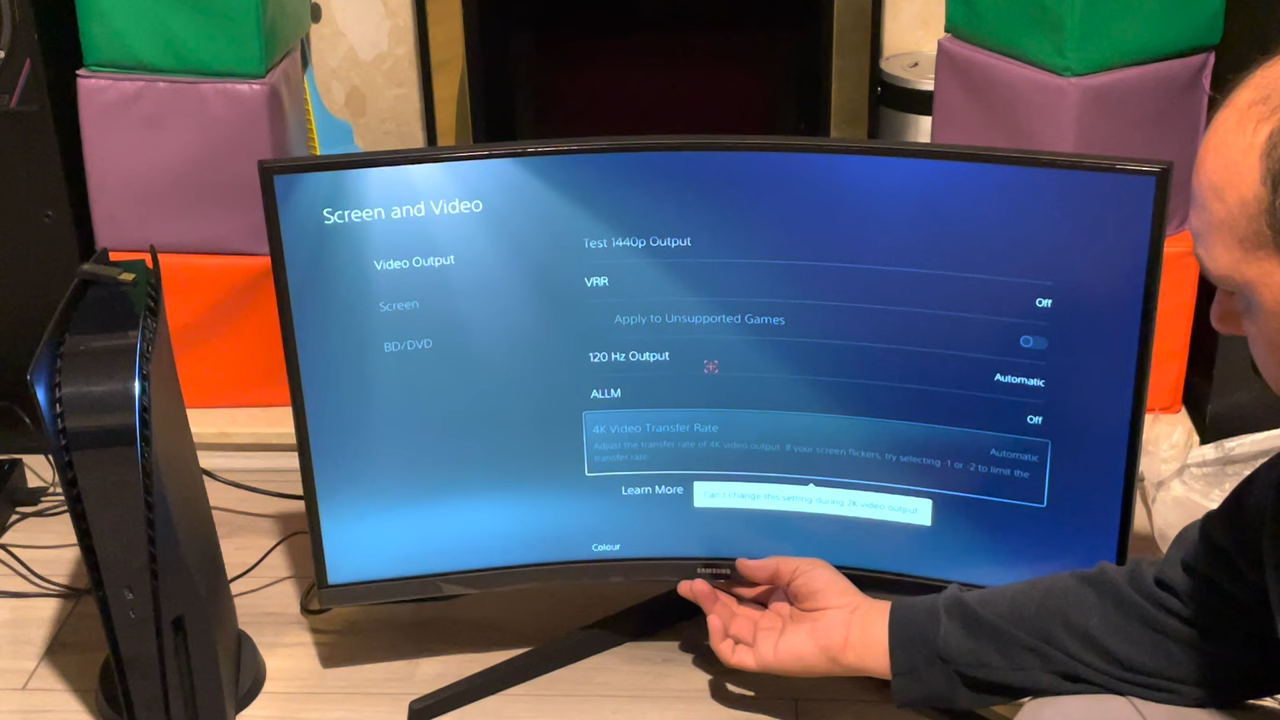 Screen and Video
Video Output
Screen
BD/DVD
Test 1440p Output
VRR
Off
Apply to Unsupported Games
120 Hz Output
Automatic
ALLM
Off
4K Video Transfer Rate
Automatic
Adjust the transfer rate of 4K video output. If your screen flickers, try selecting -1 or -2 to limit the
transfer rate.
Learn More
Can't change this setting during 2K video output.
Colour
SAMSUNG